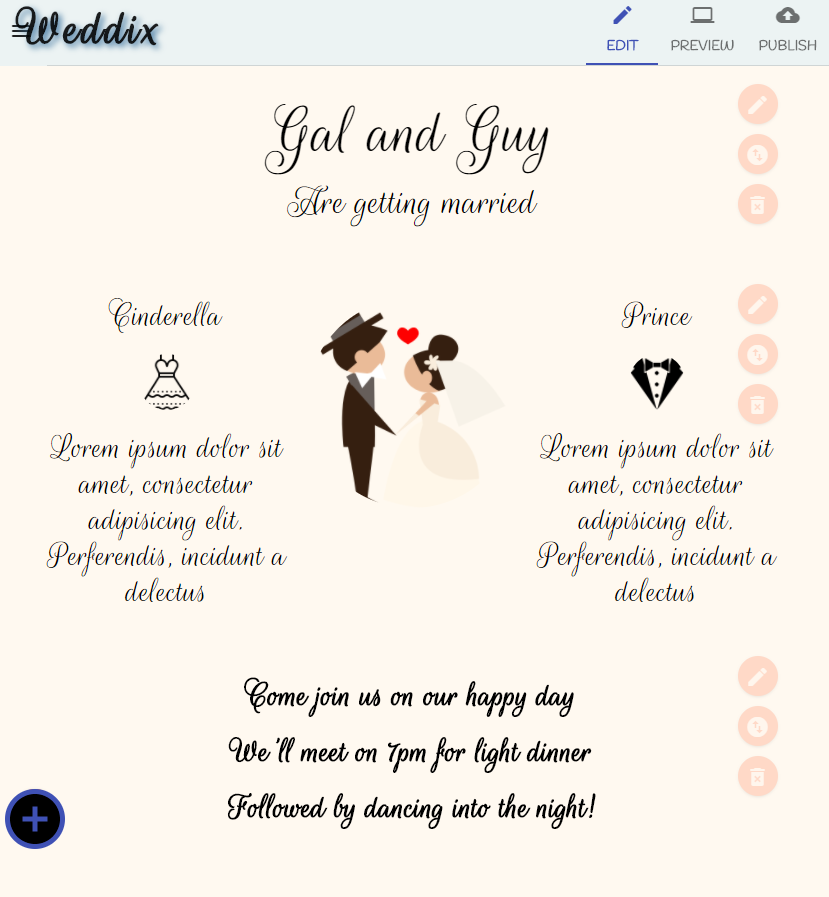 Weddix
EDIT
PREVIEW
PUBLISH
Gal and Guy
Are getting married
Cinderella
Lorem ipsum dolor sit
amet, consectetur
adipisicing elit.
Perferendis, incidunt a
delectus
Prince
Lorem ipsum dolor sit
amet, consectetur
adipisicing elit.
Perferendis, incidunt a
delectus
Come join us on our happy day
We'll meet on 7pm for light dinner
Followed by dancing into the night!